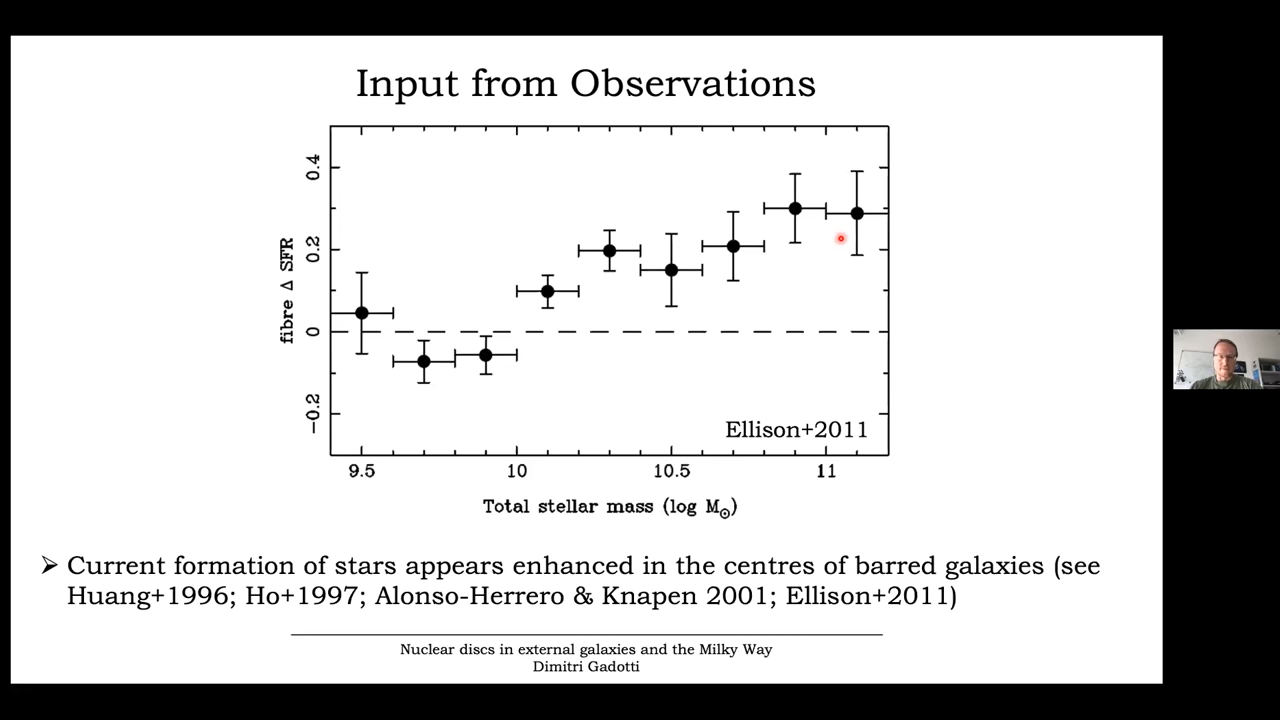 Input from Observations
0.4
0.2
0
−0.2
fibre Δ SFR
Ellison+2011
9.5 10 10.5 11
Total stellar mass (log M☉)
➢ Current formation of stars appears enhanced in the centres of barred galaxies (see
Huang+1996; Ho+1997; Alonso-Herrero & Knapen 2001; Ellison+2011)
Nuclear discs in external galaxies and the Milky Way
Dimitri Gadotti